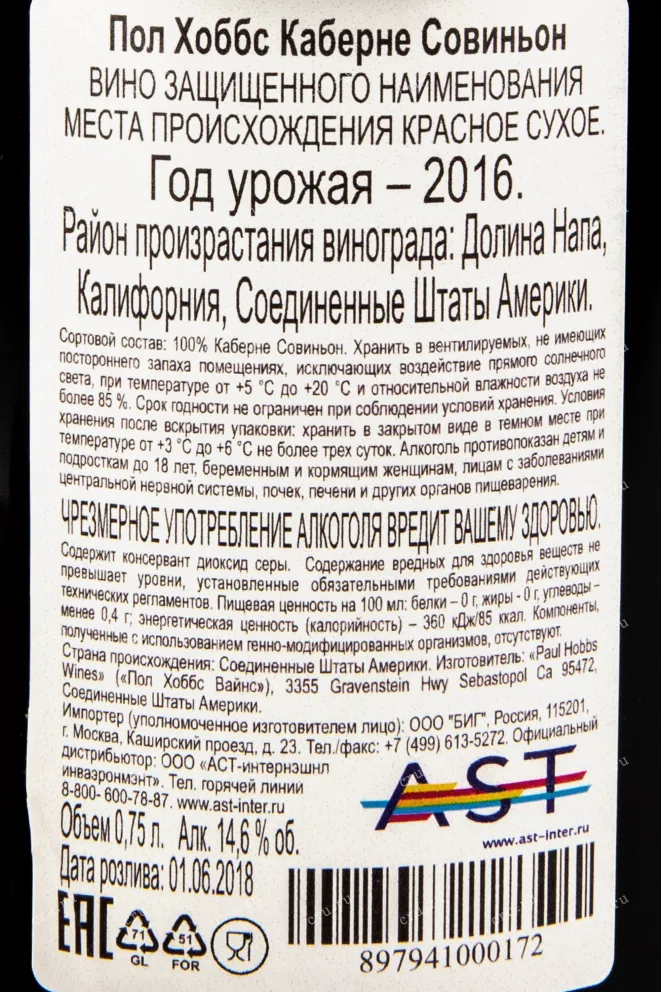 Пол Хоббс Каберне Совиньон
ВИНО ЗАЩИЩЕННОГО НАИМЕНОВАНИЯ
МЕСТА ПРОИСХОЖДЕНИЯ КРАСНОЕ СУХОЕ.
Год урожая – 2016.
Район произрастания винограда: Долина Напа,
Калифорния, Соединенные Штаты Америки.
Сортовой состав: 100% Каберне Совиньон. Хранить в вентилируемых, не имеющих
постороннего запаха помещениях, исключающих воздействие прямого солнечного
света, при температуре от +5 °С до +20 °С и относительной влажности воздуха не
более 85 %. Срок годности не ограничен при соблюдении условий хранения. Условия
хранения после вскрытия упаковки: хранить в закрытом виде в темном месте при
температуре от +3 °С до +6 °С не более трех суток. Алкоголь противопоказан детям и
подросткам до 18 лет, беременным и кормящим женщинам, лицам с заболеваниями
центральной нервной системы, почек, печени и других органов пищеварения.
ЧРЕЗМЕРНОЕ УПОТРЕБЛЕНИЕ АЛКОГОЛЯ ВРЕДИТ ВАШЕМУ ЗДОРОВЬЮ.
Содержит консервант диоксид серы. Содержание вредных для здоровья веществ не
превышает уровни, установленные обязательными требованиями действующих
технических регламентов. Пищевая ценность на 100 мл: белки – 0 г, жиры - 0 г, углеводы –
менее 0,4 г; энергетическая ценность (калорийность) – 360 кДж/85 ккал. Компоненты,
полученные с использованием генно-модифицированных организмов, отсутствуют.
Страна происхождения: Соединенные Штаты Америки. Изготовитель: «Paul Hobbs
Wines» («Пол Хоббс Вайнс»), 3355 Gravenstein Hwy Sebastopol Ca 95472,
Соединенные Штаты Америки.
Импортер (уполномоченное изготовителем лицо): ООО "БИГ", Россия, 115201,
г. Москва, Каширский проезд, д. 23. Тел./факс: +7 (499) 613-5272. Официальный
дистрибьютор: ООО «АСТ-интернэшнл
инваэронмэнт». Тел. горячей линии
8-800- 600-78-87. www.ast-inter.ru
AST
www.ast-inter.ru
Объем 0,75 л. Алк. 14,6 % об.
Дата розлива: 01.06.2018
EAC
71
GL
51
FOR
897941000172